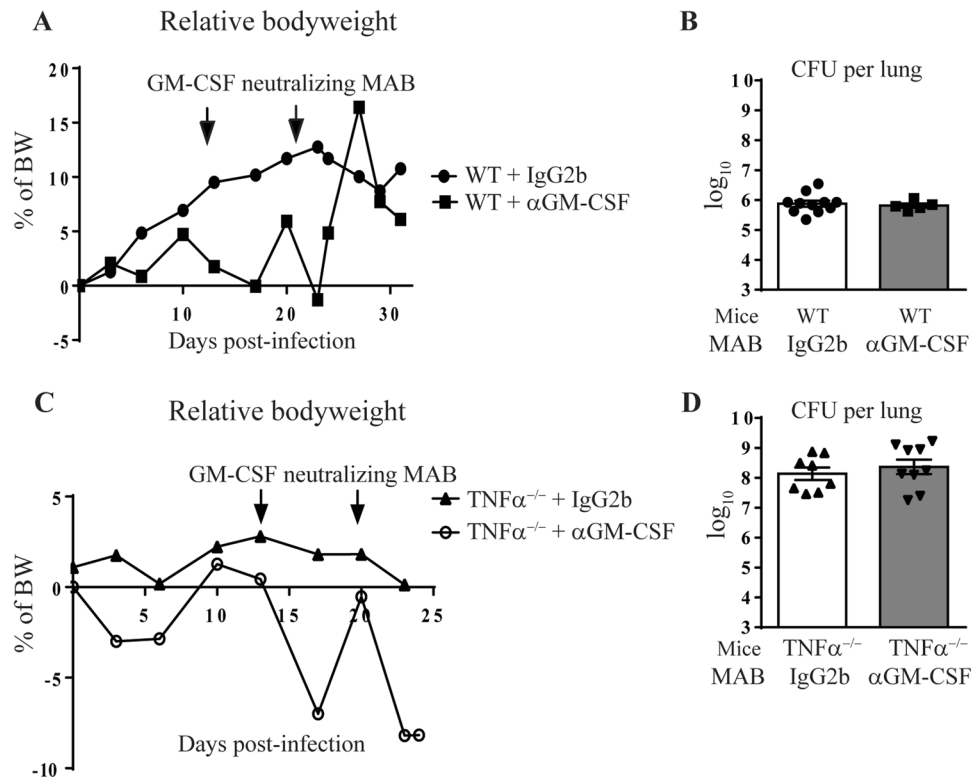 A
Relative bodyweight
20
15
10
5
0
-5
% of BW
GM-CSF neutralizing MAB
WT + IgG2b
WT + αGM-CSF
10 20 30
Days post-infection
B
CFU per lung
10
9
8
7
6
5
4
3
log10
Mice WT WT
MAB IgG2b αGM-CSF
C
Relative bodyweight
5
0
-5
-10
% of BW
GM-CSF neutralizing MAB
TNFα−/− + IgG2b
TNFα−/− + αGM-CSF
5 10 15 20 25
Days post-infection
D
CFU per lung
10
9
8
7
6
5
4
3
log10
Mice TNFα−/− TNFα−/−
MAB IgG2b αGM-CSF